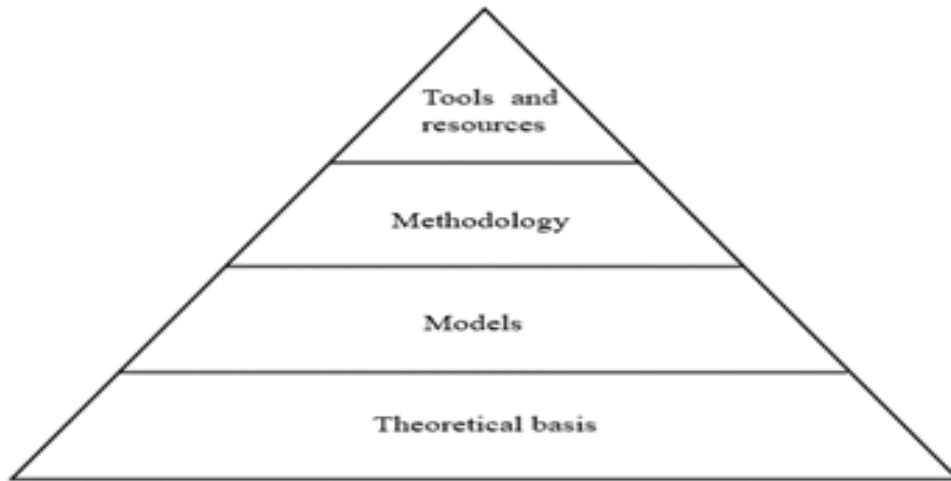 Tools and
resources
Methodology
Models
Theoretical basis